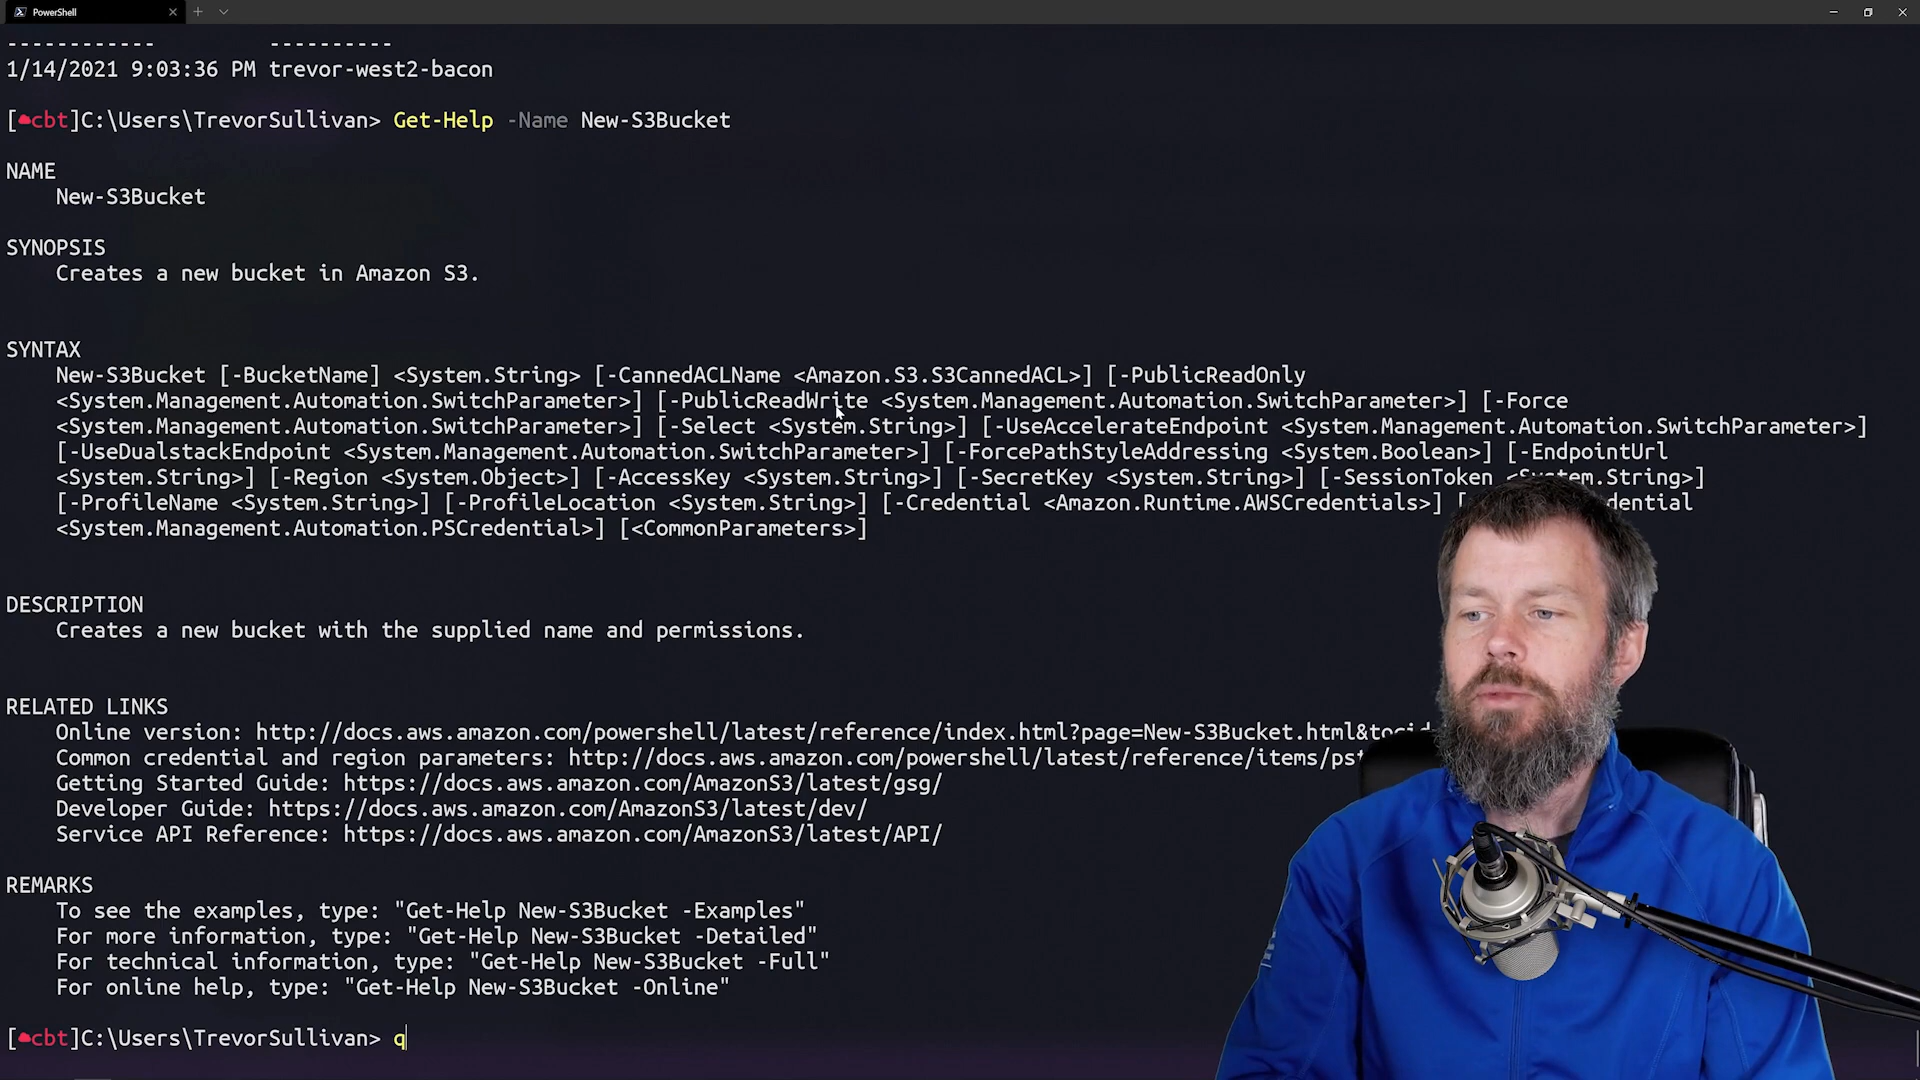 PowerShell
------------ ----------
1/14/2021 9:03:36 PM trevor-west2-bacon
[cbt]C:\Users\TrevorSullivan> Get-Help -Name New-S3Bucket
NAME
New-S3Bucket
SYNOPSIS
Creates a new bucket in Amazon S3.
SYNTAX
New-S3Bucket [-BucketName] <System.String> [-CannedACLName <Amazon.S3.S3CannedACL>] [-PublicReadOnly
<System.Management.Automation.SwitchParameter>] [-PublicReadWrite <System.Management.Automation.SwitchParameter>] [-Force
<System.Management.Automation.SwitchParameter>] [-Select <System.String>] [-UseAccelerateEndpoint <System.Management.Automation.SwitchParameter>]
[-UseDualstackEndpoint <System.Management.Automation.SwitchParameter>] [-ForcePathStyleAddressing <System.Boolean>] [-EndpointUrl
<System.String>] [-Region <System.Object>] [-AccessKey <System.String>] [-SecretKey <System.String>] [-SessionToken <System.String>]
[-ProfileName <System.String>] [-ProfileLocation <System.String>] [-Credential <Amazon.Runtime.AWSCredentials>] [
<System.Management.Automation.PSCredential>] [<CommonParameters>]
DESCRIPTION
Creates a new bucket with the supplied name and permissions.
RELATED LINKS
Online version: http://docs.aws.amazon.com/powershell/latest/reference/index.html?page=New-S3Bucket.html&tocid
Common credential and region parameters: http://docs.aws.amazon.com/powershell/latest/reference/items/pst
Getting Started Guide: https://docs.aws.amazon.com/AmazonS3/latest/gsg/
Developer Guide: https://docs.aws.amazon.com/AmazonS3/latest/dev/
Service API Reference: https://docs.aws.amazon.com/AmazonS3/latest/API/
REMARKS
To see the examples, type: "Get-Help New-S3Bucket -Examples"
For more information, type: "Get-Help New-S3Bucket -Detailed"
For technical information, type: "Get-Help New-S3Bucket -Full"
For online help, type: "Get-Help New-S3Bucket -Online"
[cbt]C:\Users\TrevorSullivan> q